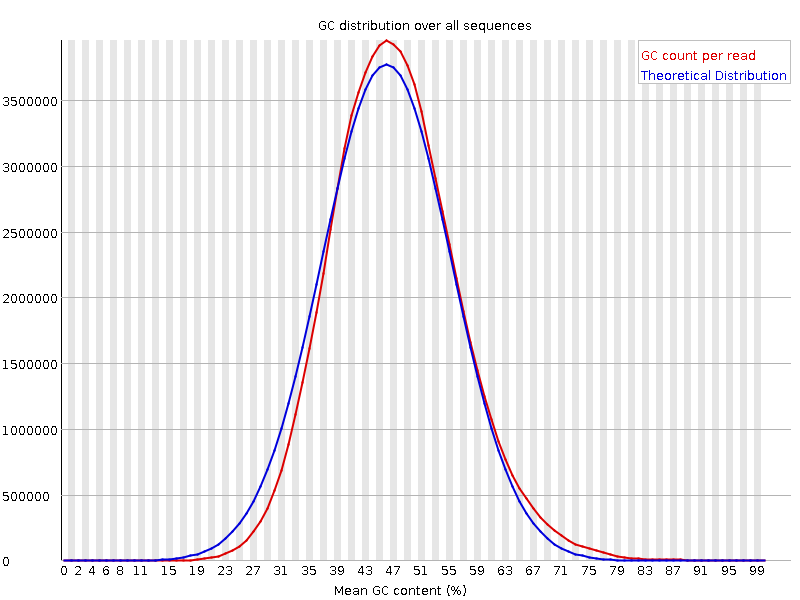 GC distribution over all sequences
GC count per read
Theoretical Distribution
3500000
3000000
2500000
2000000
1500000
1000000
500000
0
0 2 4 6 8 11 15 19 23 27 31 35 39 43 47 51 55 59 63 67 71 75 79 83 87 91 95 99
Mean GC content (%)